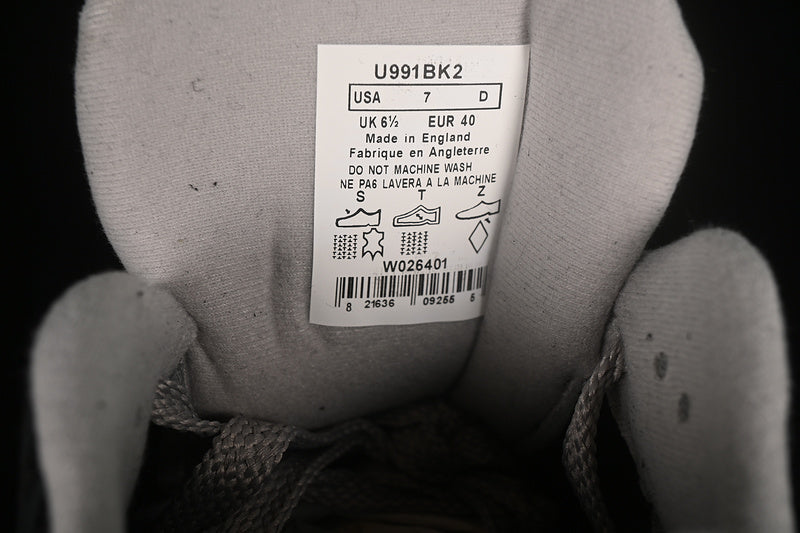 U991BK2
USA 7 D
UK 6½ EUR 40
Made in England
Fabrique en Angleterre
DO NOT MACHINE WASH
NE PA6 LAVERA A LA MACHINE
S T Z
W026401
8 21636 09255 5